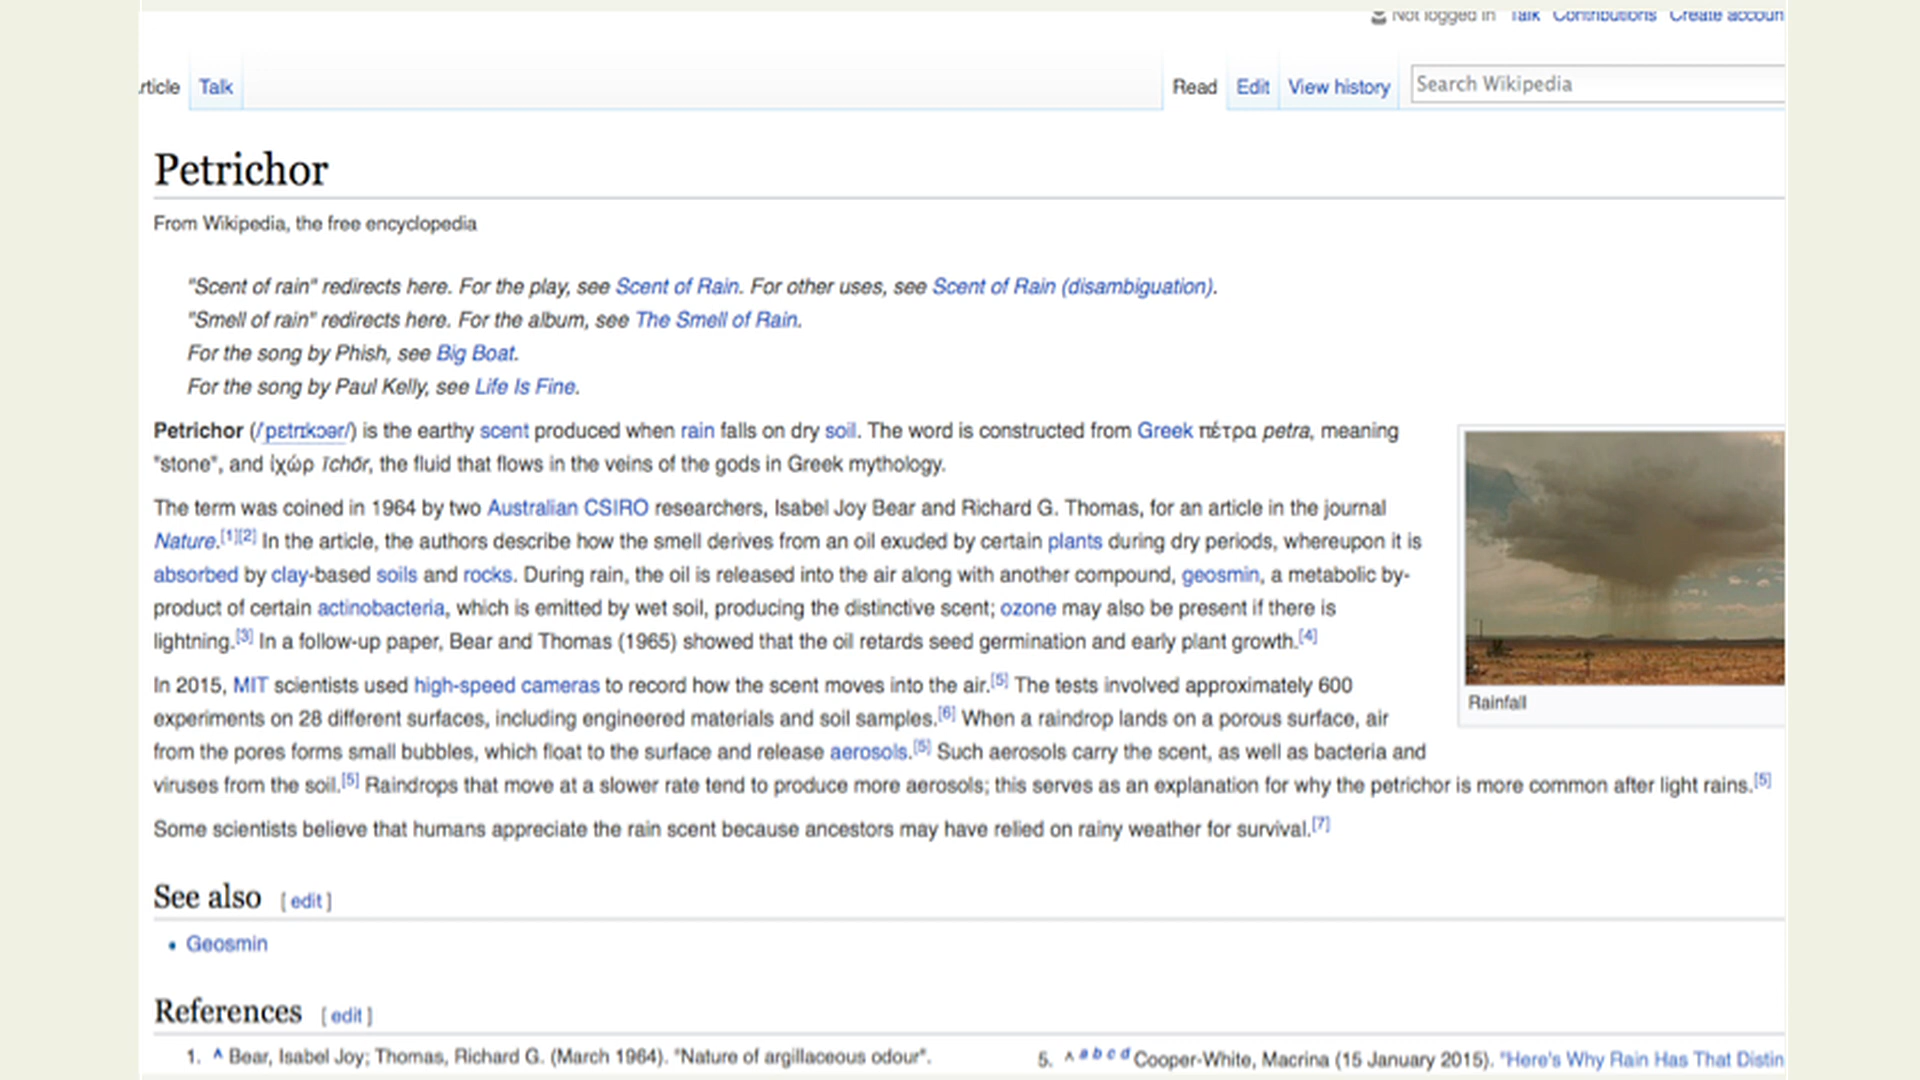 Not logged in Talk Contributions Create accoun
rticle Talk Read Edit View history Search Wikipedia
Petrichor
From Wikipedia, the free encyclopedia
"Scent of rain" redirects here. For the play, see Scent of Rain. For other uses, see Scent of Rain (disambiguation).
"Smell of rain" redirects here. For the album, see The Smell of Rain.
For the song by Phish, see Big Boat.
For the song by Paul Kelly, see Life Is Fine.
Petrichor (/ˈpɛtrɪkɔər/) is the earthy scent produced when rain falls on dry soil. The word is constructed from Greek πέτρα petra, meaning
"stone", and ἰχώρ īchōr, the fluid that flows in the veins of the gods in Greek mythology.
The term was coined in 1964 by two Australian CSIRO researchers, Isabel Joy Bear and Richard G. Thomas, for an article in the journal
Nature.[1][2] In the article, the authors describe how the smell derives from an oil exuded by certain plants during dry periods, whereupon it is
absorbed by clay-based soils and rocks. During rain, the oil is released into the air along with another compound, geosmin, a metabolic by-
product of certain actinobacteria, which is emitted by wet soil, producing the distinctive scent; ozone may also be present if there is
lightning.[3] In a follow-up paper, Bear and Thomas (1965) showed that the oil retards seed germination and early plant growth.[4]
In 2015, MIT scientists used high-speed cameras to record how the scent moves into the air.[5] The tests involved approximately 600
experiments on 28 different surfaces, including engineered materials and soil samples.[6] When a raindrop lands on a porous surface, air
from the pores forms small bubbles, which float to the surface and release aerosols.[5] Such aerosols carry the scent, as well as bacteria and
viruses from the soil.[5] Raindrops that move at a slower rate tend to produce more aerosols; this serves as an explanation for why the petrichor is more common after light rains.[5]
Rainfall
Some scientists believe that humans appreciate the rain scent because ancestors may have relied on rainy weather for survival.[7]
See also [ edit ]
• Geosmin
References [ edit ]
1. ^ Bear, Isabel Joy; Thomas, Richard G. (March 1964). "Nature of argillaceous odour".
5. ^ a b c d Cooper-White, Macrina (15 January 2015). "Here's Why Rain Has That Distin